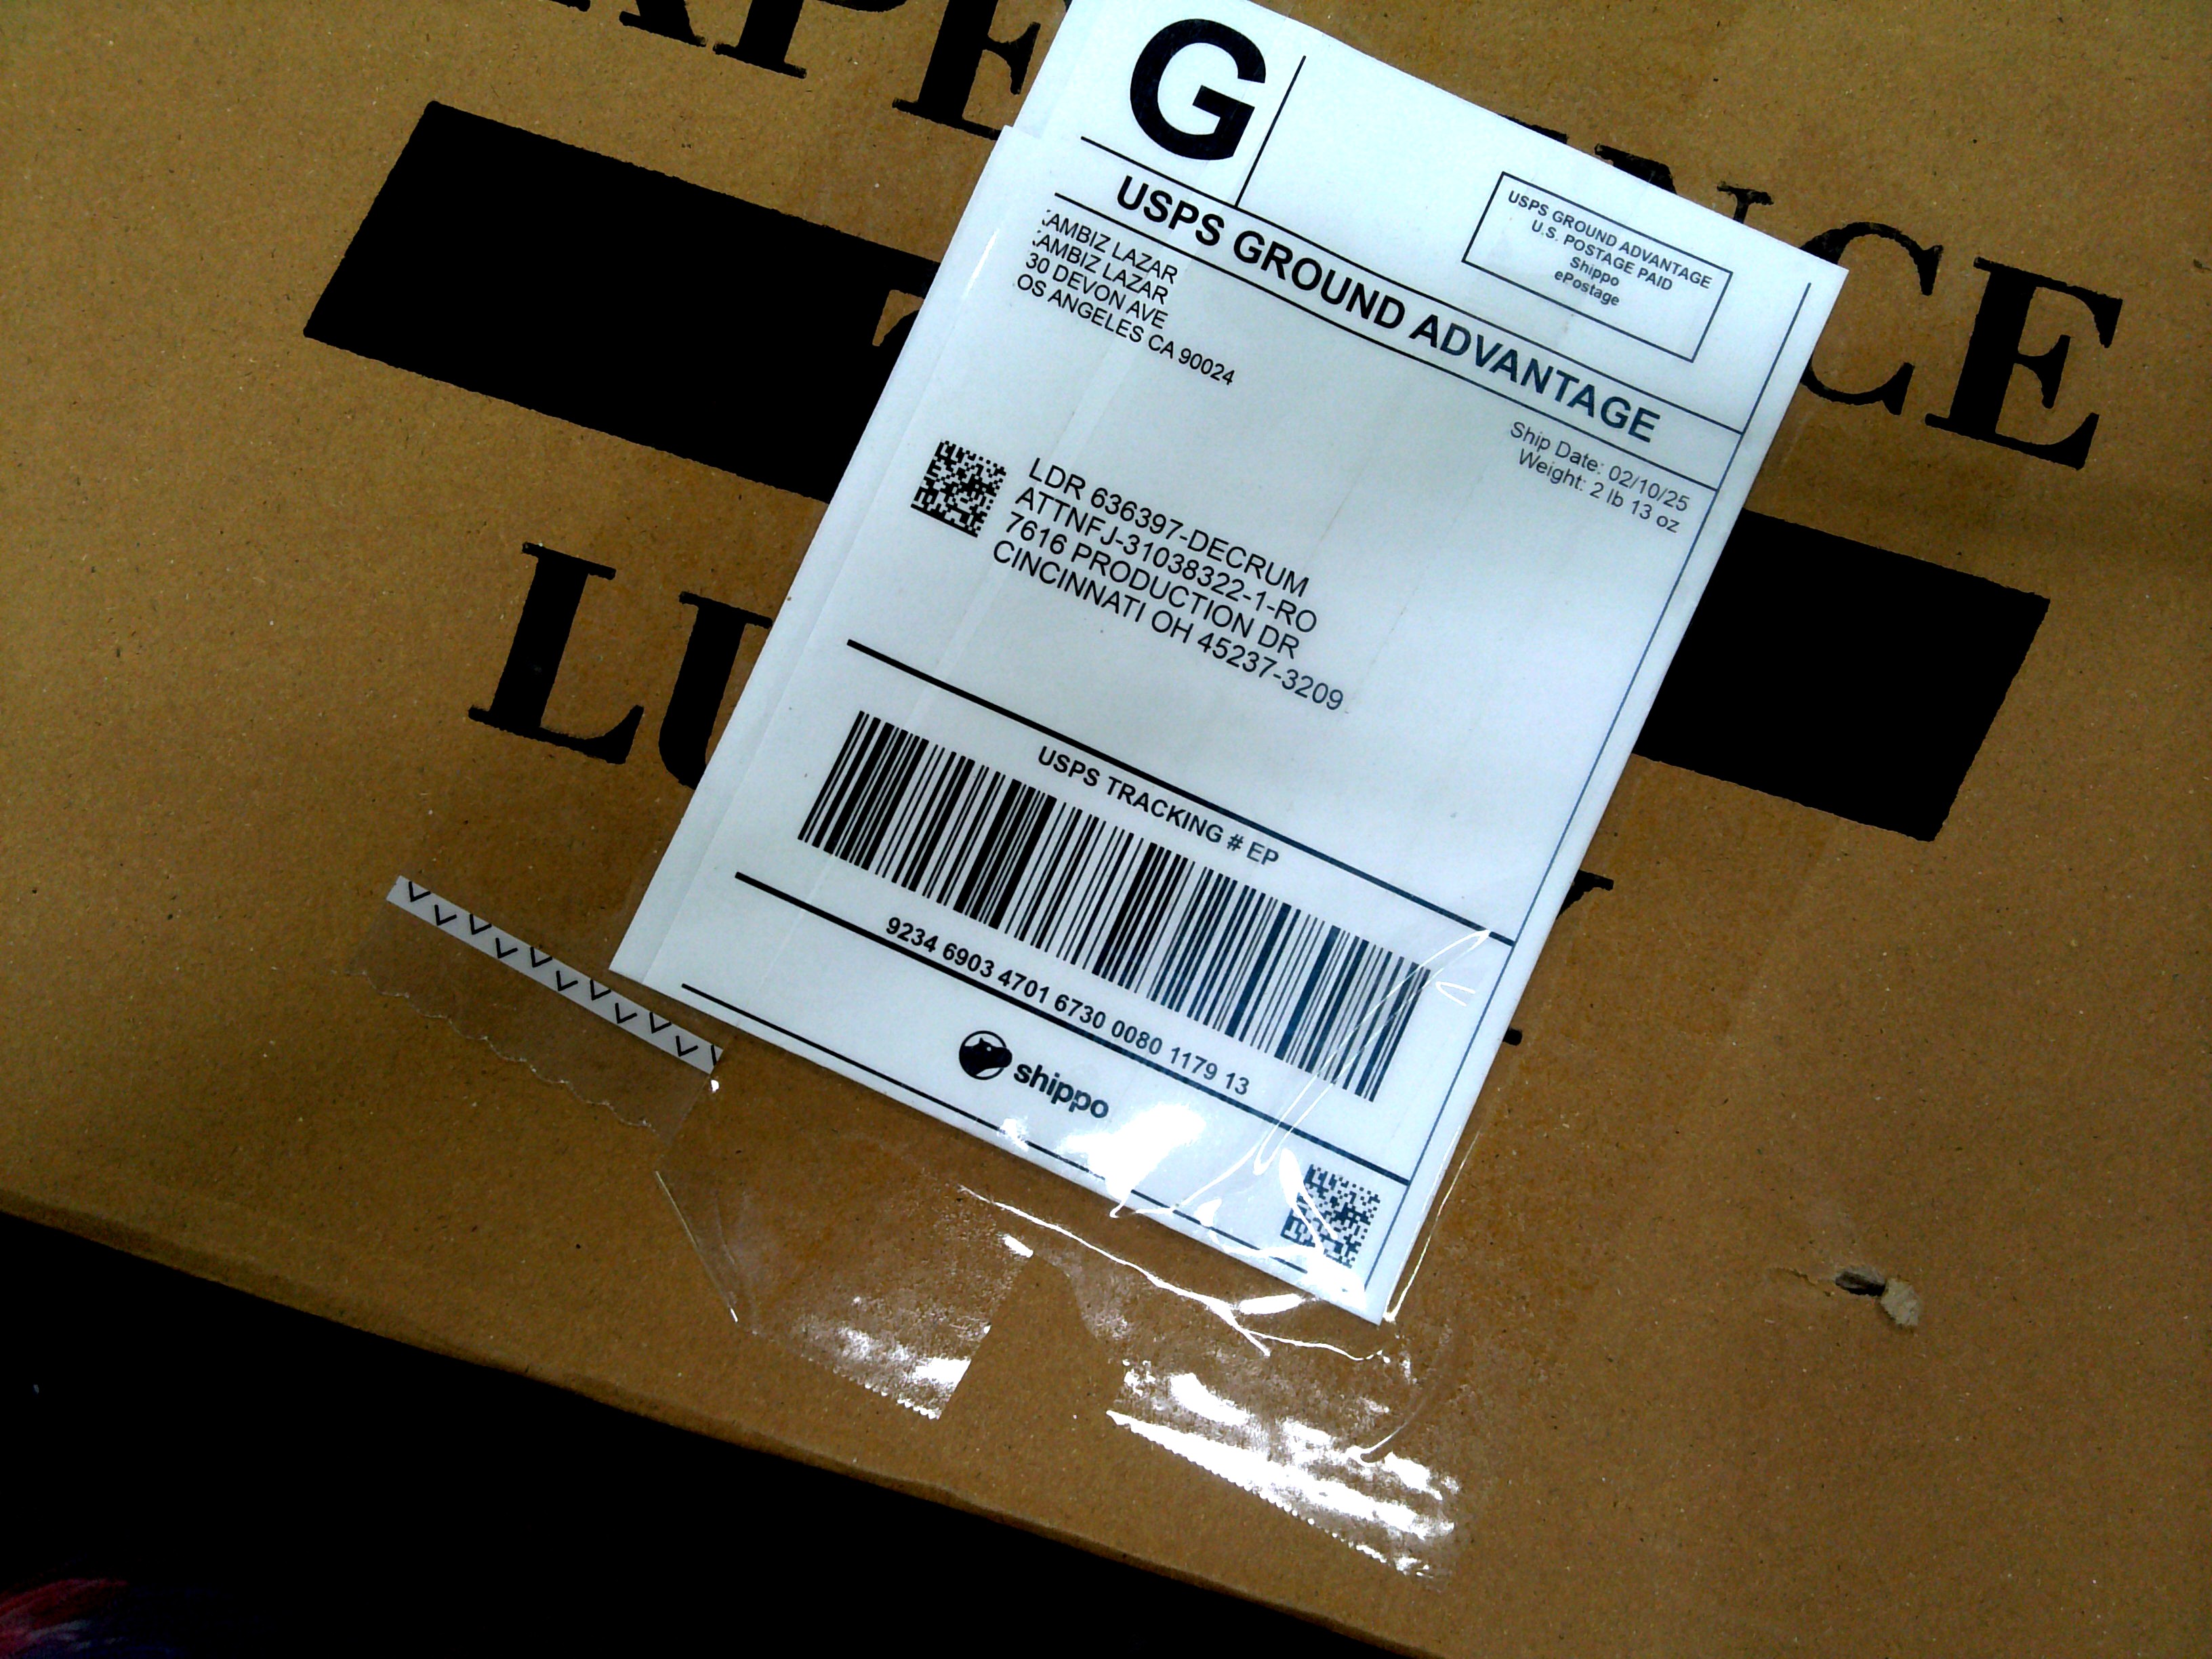 G
USPS GROUND ADVANTAGE
U.S. POSTAGE PAID
Shippo
ePostage
USPS GROUND ADVANTAGE
AMBIZ LAZAR
AMBIZ LAZAR
30 DEVON AVE
OS ANGELES CA 90024
Ship Date: 02/10/25
Weight: 2 lb 13 oz
LDR 636397-DECRUM
ATTNFJ-31038322-1-RO
7616 PRODUCTION DR
CINCINNATI OH 45237-3209
USPS TRACKING # EP
9234 6903 4701 6730 0080 1179 13
shippo